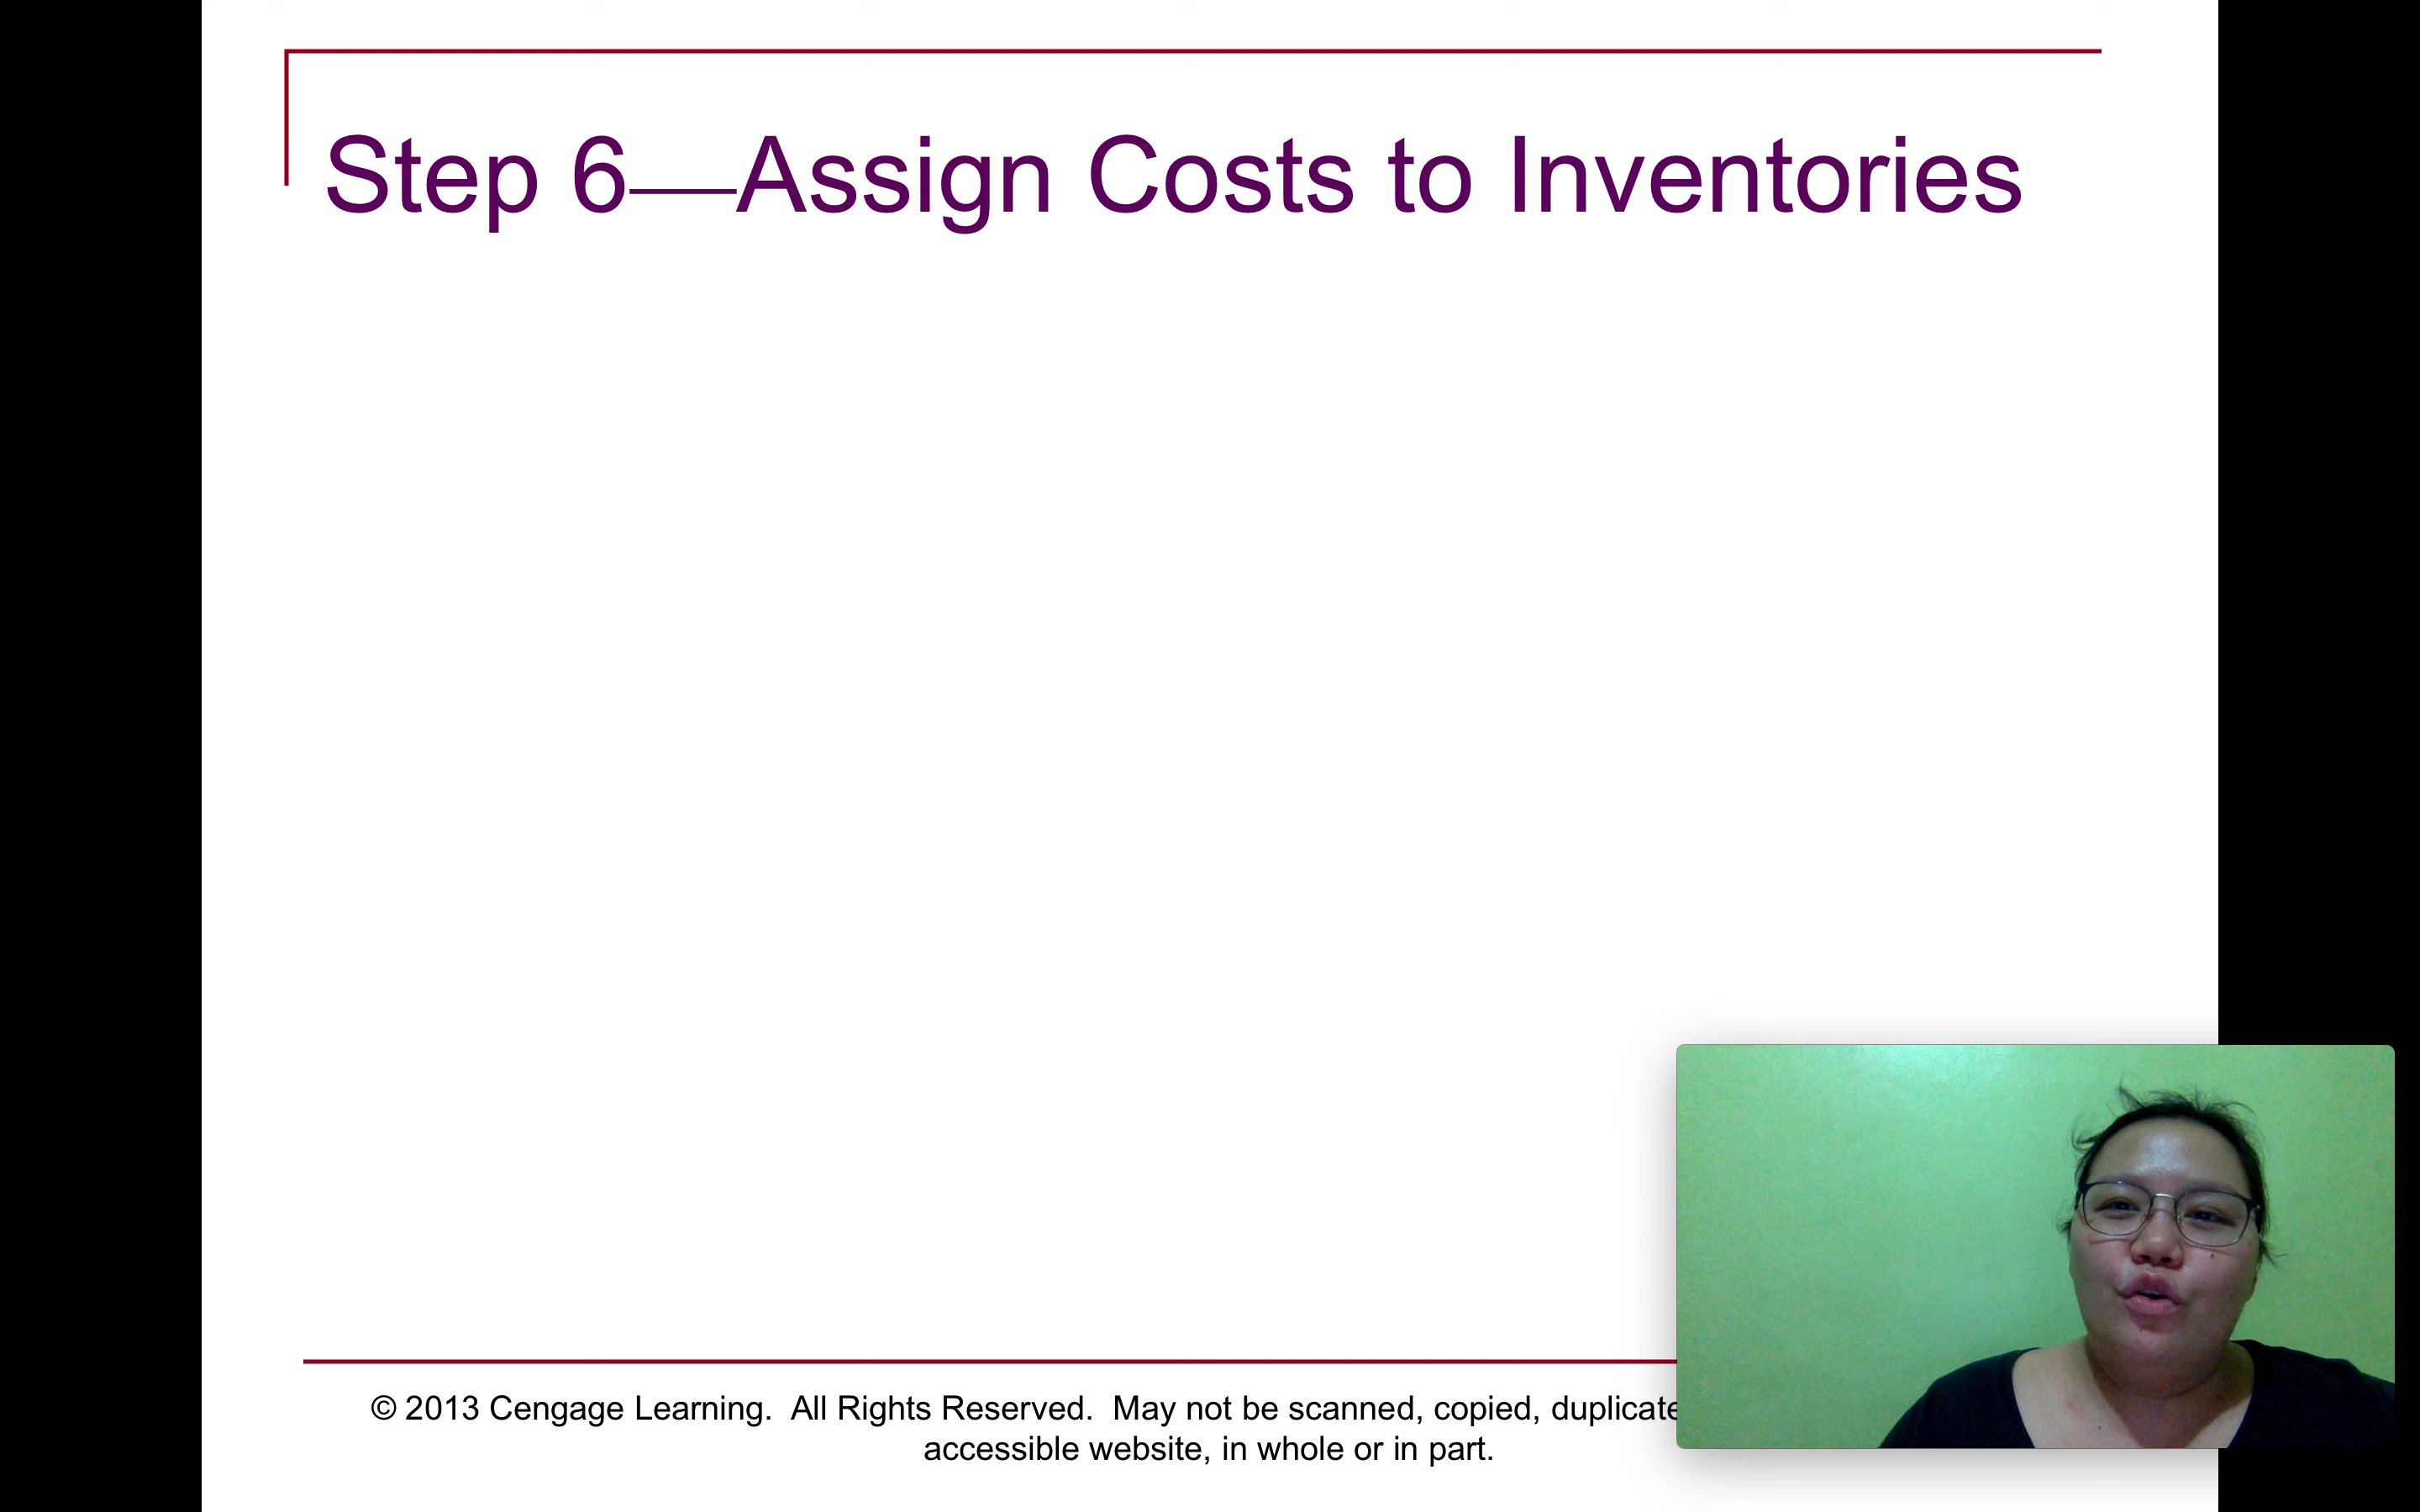 Step 6—Assign Costs to Inventories
© 2013 Cengage Learning. All Rights Reserved. May not be scanned, copied, duplicate
accessible website, in whole or in part.